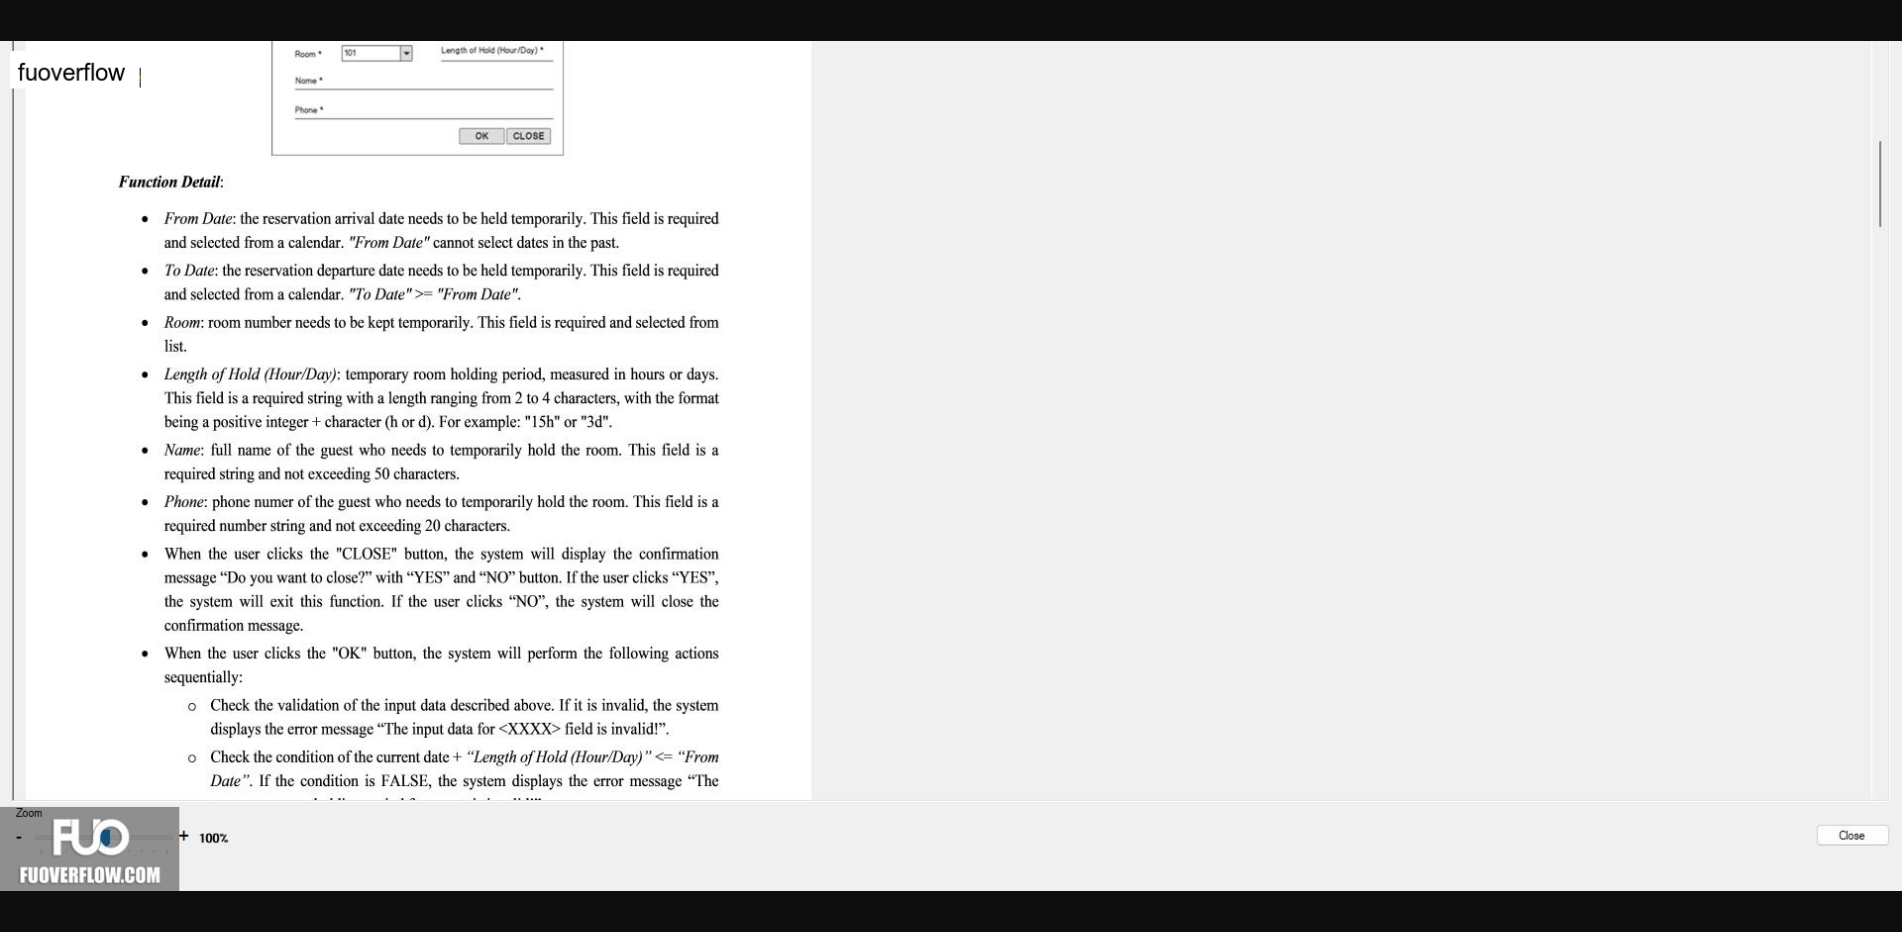 Room *
101
Length of Hold (Hour/Day) *
fuoverflow
Name *
Phone *
OK
CLOSE
Function Detail:
• From Date: the reservation arrival date needs to be held temporarily. This field is required
and selected from a calendar. "From Date" cannot select dates in the past.
• To Date: the reservation departure date needs to be held temporarily. This field is required
and selected from a calendar. "To Date" >= "From Date".
• Room: room number needs to be kept temporarily. This field is required and selected from
list.
• Length of Hold (Hour/Day): temporary room holding period, measured in hours or days.
This field is a required string with a length ranging from 2 to 4 characters, with the format
being a positive integer + character (h or d). For example: "15h" or "3d".
• Name: full name of the guest who needs to temporarily hold the room. This field is a
required string and not exceeding 50 characters.
• Phone: phone numer of the guest who needs to temporarily hold the room. This field is a
required number string and not exceeding 20 characters.
• When the user clicks the "CLOSE" button, the system will display the confirmation
message “Do you want to close?” with “YES” and “NO” button. If the user clicks “YES”,
the system will exit this function. If the user clicks “NO”, the system will close the
confirmation message.
• When the user clicks the "OK" button, the system will perform the following actions
sequentially:
o Check the validation of the input data described above. If it is invalid, the system
displays the error message “The input data for <XXXX> field is invalid!”.
o Check the condition of the current date + “Length of Hold (Hour/Day)” <= “From
Date”. If the condition is FALSE, the system displays the error message “The
Zoom
- + 100%
FUO
FUOVERFLOW.COM
Close